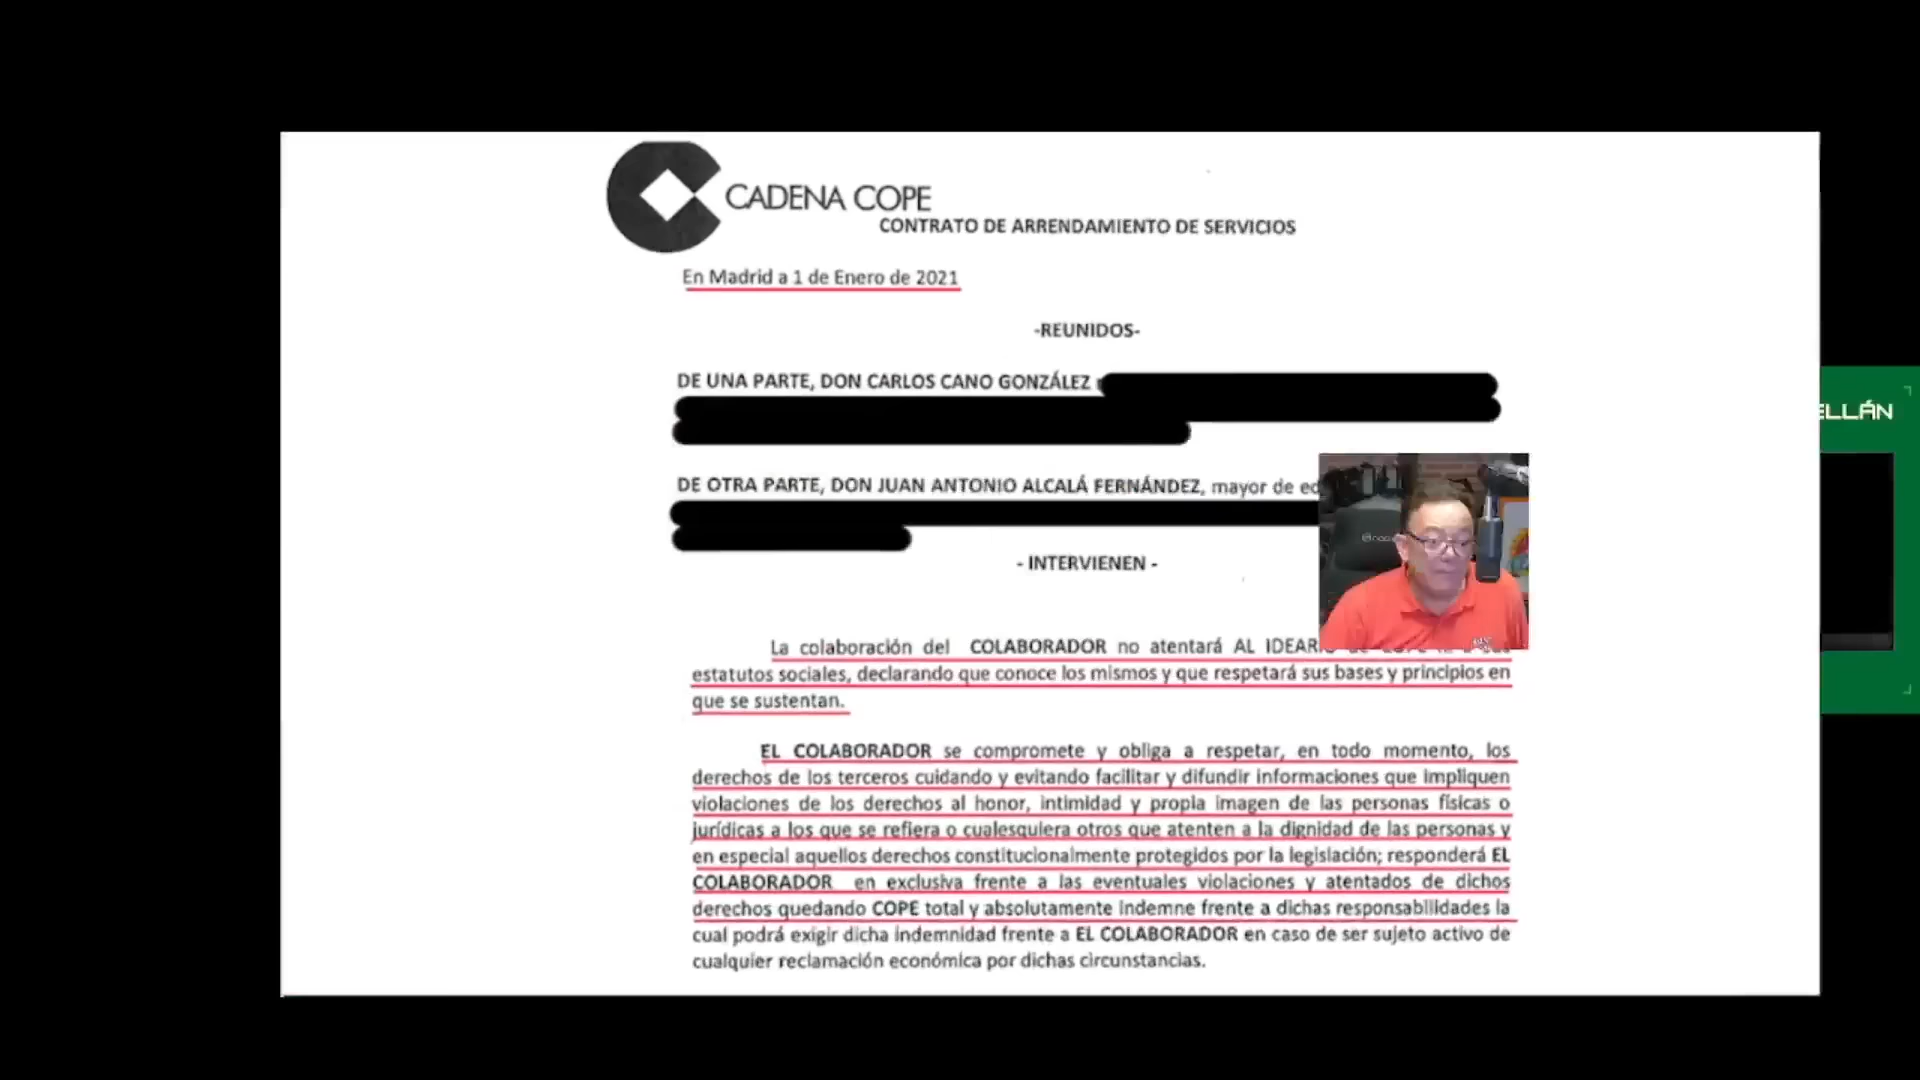 CADENA COPE
CONTRATO DE ARRENDAMIENTO DE SERVICIOS
En Madrid a 1 de Enero de 2021
-REUNIDOS-
DE UNA PARTE, DON CARLOS CANO GONZÁLEZ
DE OTRA PARTE, DON JUAN ANTONIO ALCALÁ FERNÁNDEZ, mayor de ed
- INTERVIENEN -
La colaboración del COLABORADOR no atentará AL IDEARI
estatutos sociales, declarando que conoce los mismos y que respetará sus bases y principios en
que se sustentan.
EL COLABORADOR se compromete y obliga a respetar, en todo momento, los
derechos de los terceros cuidando y evitando facilitar y difundir informaciones que impliquen
violaciones de los derechos al honor, intimidad y propia imagen de las personas físicas o
jurídicas a los que se refiera o cualesquiera otros que atenten a la dignidad de las personas y
en especial aquellos derechos constitucionalmente protegidos por la legislación; responderá EL
COLABORADOR en exclusiva frente a las eventuales violaciones y atentados de dichos
derechos quedando COPE total y absolutamente indemne frente a dichas responsabilidades la
cual podrá exigir dicha indemnidad frente a EL COLABORADOR en caso de ser sujeto activo de
cualquier reclamación económica por dichas circunstancias.
ELLÁN